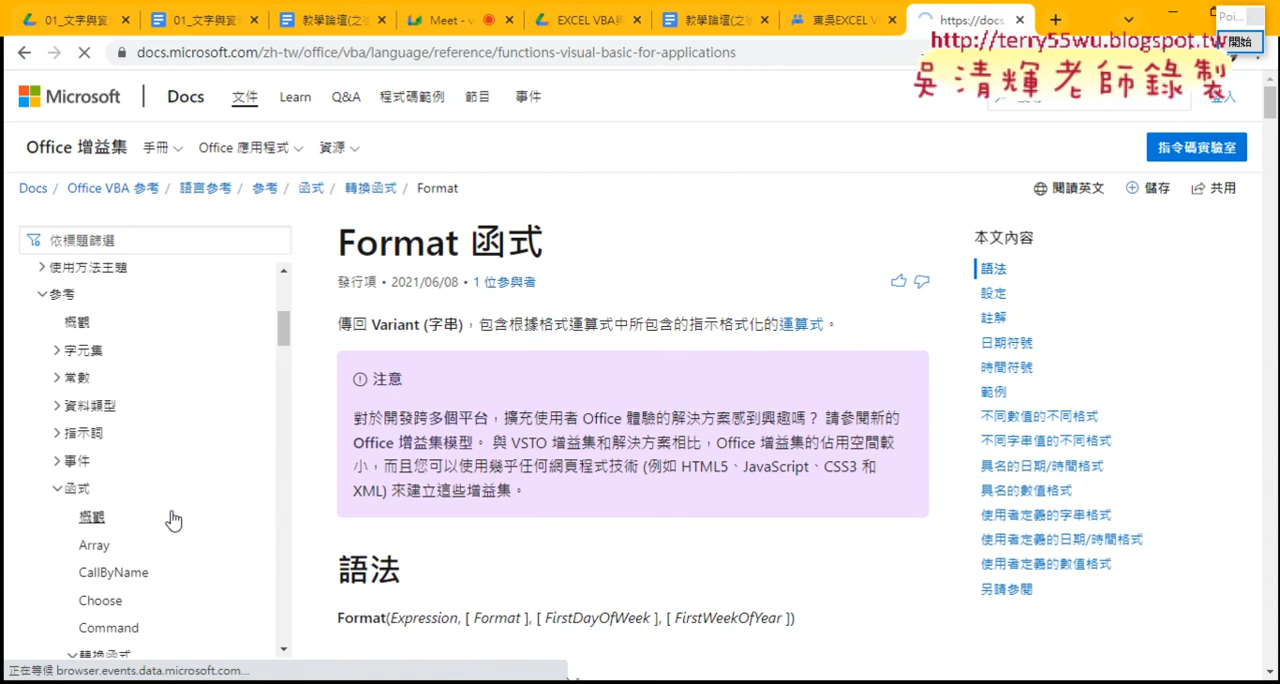 01_文字與資
01_文字與資
教學論壇(之
Meet - v
EXCEL VBA與
教學論壇(之
東吳EXCEL V
https://docs
Poi...
開始
docs.microsoft.com/zh-tw/office/vba/language/reference/functions-visual-basic-for-applications
http://terry55wu.blogspot.tw
吳清輝老師錄製
Microsoft
Docs
文件
Learn
Q&A
程式碼範例
節目
事件
登入
Office 增益集
手冊
Office 應用程式
資源
指令碼實驗室
Docs / Office VBA 參考 / 語言參考 / 參考 / 函式 / 轉換函式 / Format
閱讀英文
儲存
共用
依標題篩選
使用方法主題
參考
概觀
字元集
常數
資料類型
指示詞
事件
函式
概觀
Array
CallByName
Choose
Command
轉換函式
Format 函式
發行項 • 2021/06/08 • 1 位參與者
傳回 Variant (字串)，包含根據格式運算式中所包含的指示格式化的運算式。
注意
對於開發跨多個平台，擴充使用者 Office 體驗的解決方案感到興趣嗎？ 請參閱新的
Office 增益集模型。 與 VSTO 增益集和解決方案相比，Office 增益集的佔用空間較
小，而且您可以使用幾乎任何網頁程式技術 (例如 HTML5、JavaScript、CSS3 和
XML) 來建立這些增益集。
語法
Format(Expression, [ Format ], [ FirstDayOfWeek ], [ FirstWeekOfYear ])
本文內容
語法
設定
註解
日期符號
時間符號
範例
不同數值的不同格式
不同字串值的不同格式
具名的日期/時間格式
具名的數值格式
使用者定義的字串格式
使用者定義的日期/時間格式
使用者定義的數值格式
另請參閱
正在等候 browser.events.data.microsoft.com...